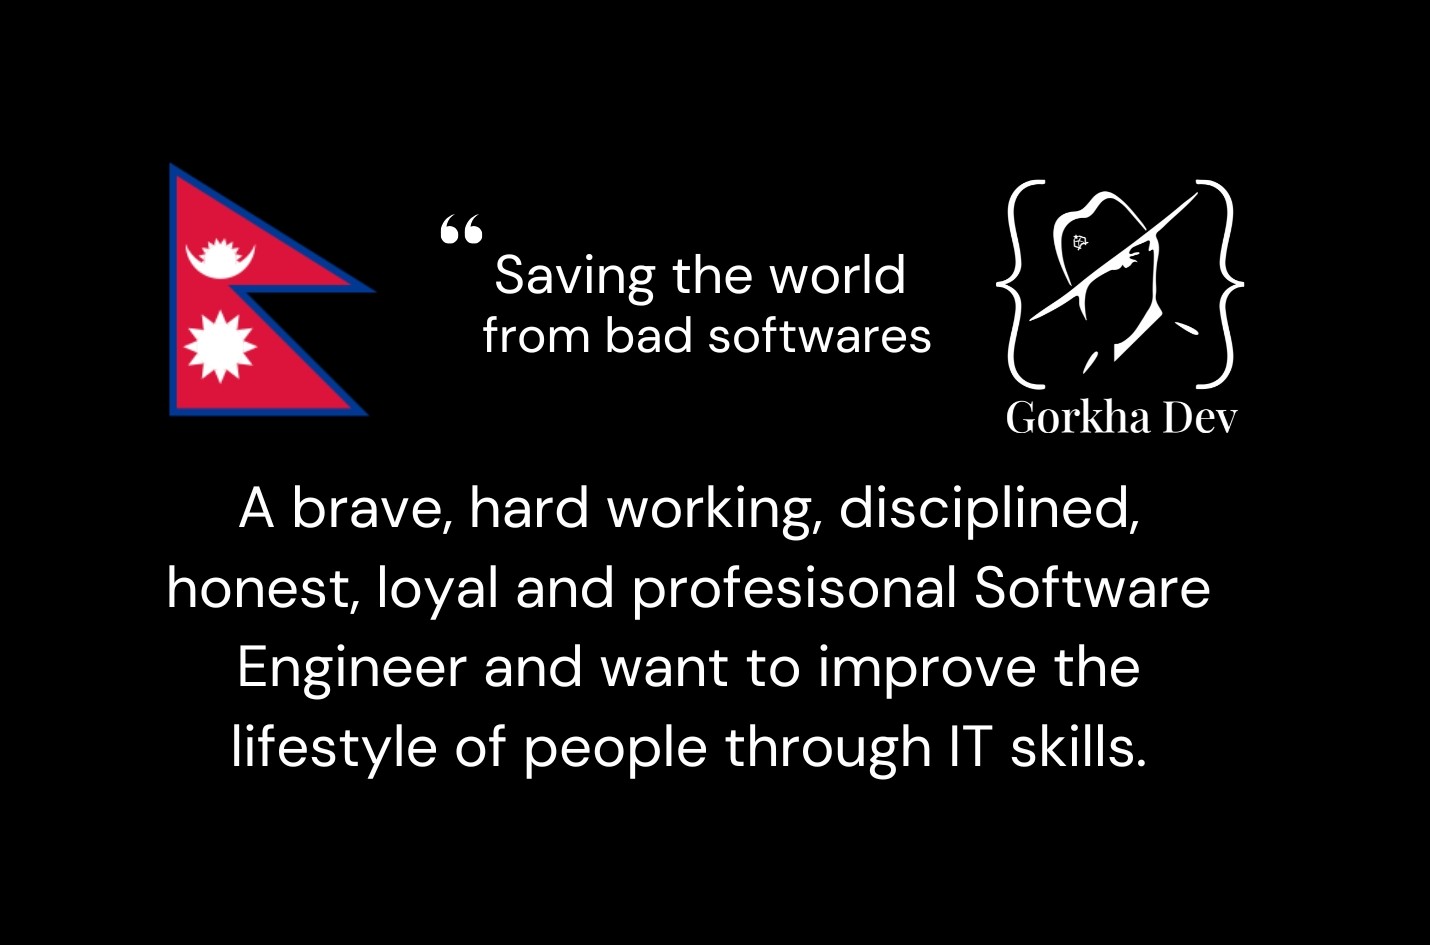 “
Saving the world
from bad softwares
Gorkha Dev
A brave, hard working, disciplined,
honest, loyal and profesisonal Software
Engineer and want to improve the
lifestyle of people through IT skills.